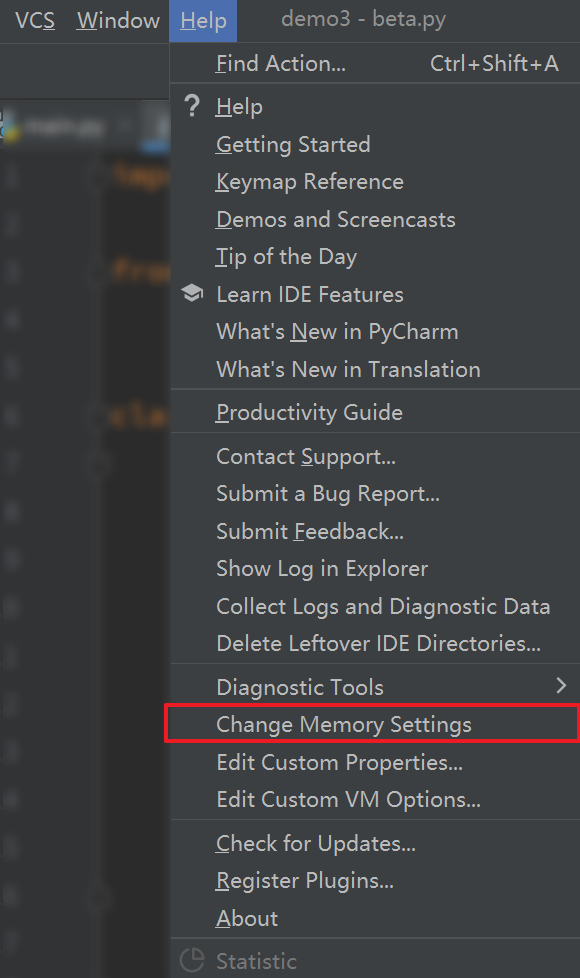 VCS Window Help demo3 - beta.py
Find Action... Ctrl+Shift+A
Help
main.py
Getting Started
Keymap Reference
Demos and Screencasts
Tip of the Day
Learn IDE Features
What's New in PyCharm
What's New in Translation
Productivity Guide
Contact Support...
Submit a Bug Report...
Submit Feedback...
Show Log in Explorer
Collect Logs and Diagnostic Data
Delete Leftover IDE Directories...
Diagnostic Tools
Change Memory Settings
Edit Custom Properties...
Edit Custom VM Options...
Check for Updates...
Register Plugins...
About
Statistic